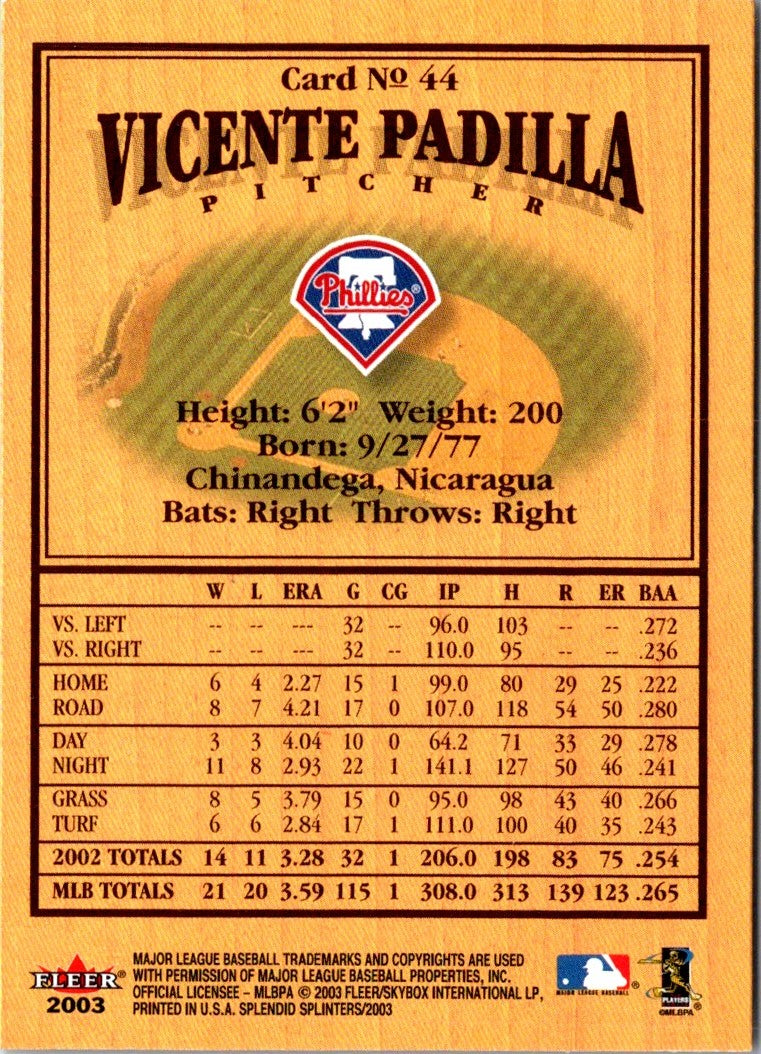 Card Nº 44
VICENTE PADILLA
PITCHER
Phillies®
Height: 6'2" Weight: 200
Born: 9/27/77
Chinandega, Nicaragua
Bats: Right Throws: Right
W L ERA G CG IP H R ER BAA
VS. LEFT -- -- --- 32 -- 96.0 103 -- -- .272
VS. RIGHT -- -- --- 32 -- 110.0 95 -- -- .236
HOME 6 4 2.27 15 1 99.0 80 29 25 .222
ROAD 8 7 4.21 17 0 107.0 118 54 50 .280
DAY 3 3 4.04 10 0 64.2 71 33 29 .278
NIGHT 11 8 2.93 22 1 141.1 127 50 46 .241
GRASS 8 5 3.79 15 0 95.0 98 43 40 .266
TURF 6 6 2.84 17 1 111.0 100 40 35 .243
2002 TOTALS 14 11 3.28 32 1 206.0 198 83 75 .254
MLB TOTALS 21 20 3.59 115 1 308.0 313 139 123 .265
FLEER®
2003
MAJOR LEAGUE BASEBALL TRADEMARKS AND COPYRIGHTS ARE USED
WITH PERMISSION OF MAJOR LEAGUE BASEBALL PROPERTIES, INC.
OFFICIAL LICENSEE – MLBPA © 2003 FLEER/SKYBOX INTERNATIONAL LP,
PRINTED IN U.S.A. SPLENDID SPLINTERS/2003
MAJOR LEAGUE BASEBALL®
PLAYERS
©MLBPA